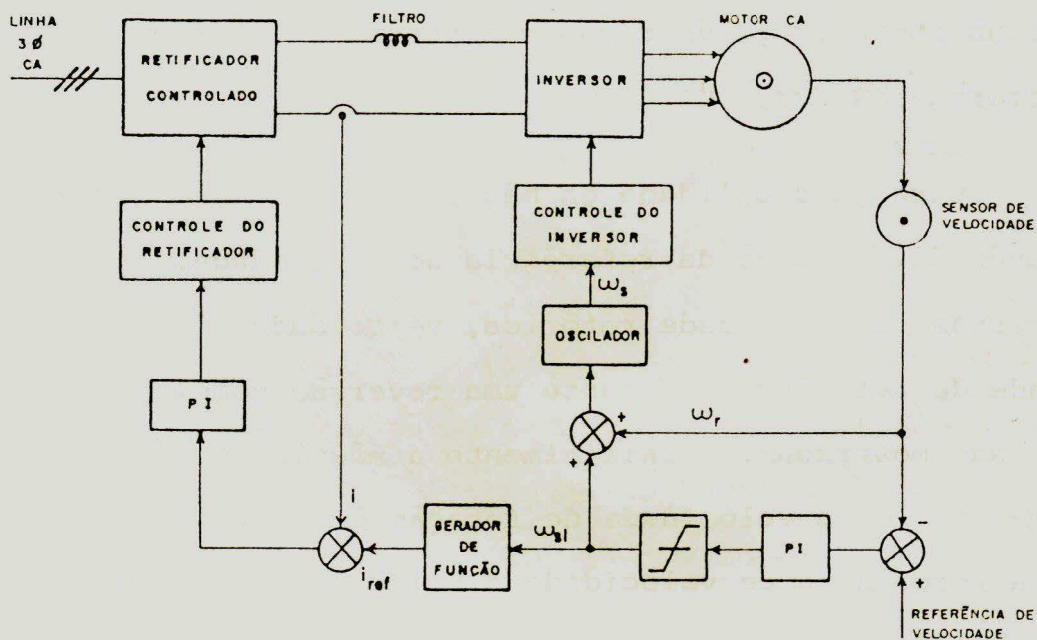 LINHA
3Ø
CA
RETIFICADOR
CONTROLADO
FILTRO
INVERSOR
MOTOR CA
CONTROLE DO
RETIFICADOR
CONTROLE DO
INVERSOR
SENSOR DE
VELOCIDADE
ωs
OSCILADOR
PI
+
ωr
+
i
iref
GERADOR
DE
FUNÇÃO
ωsl
PI
-
+
REFERÊNCIA DE
VELOCIDADE